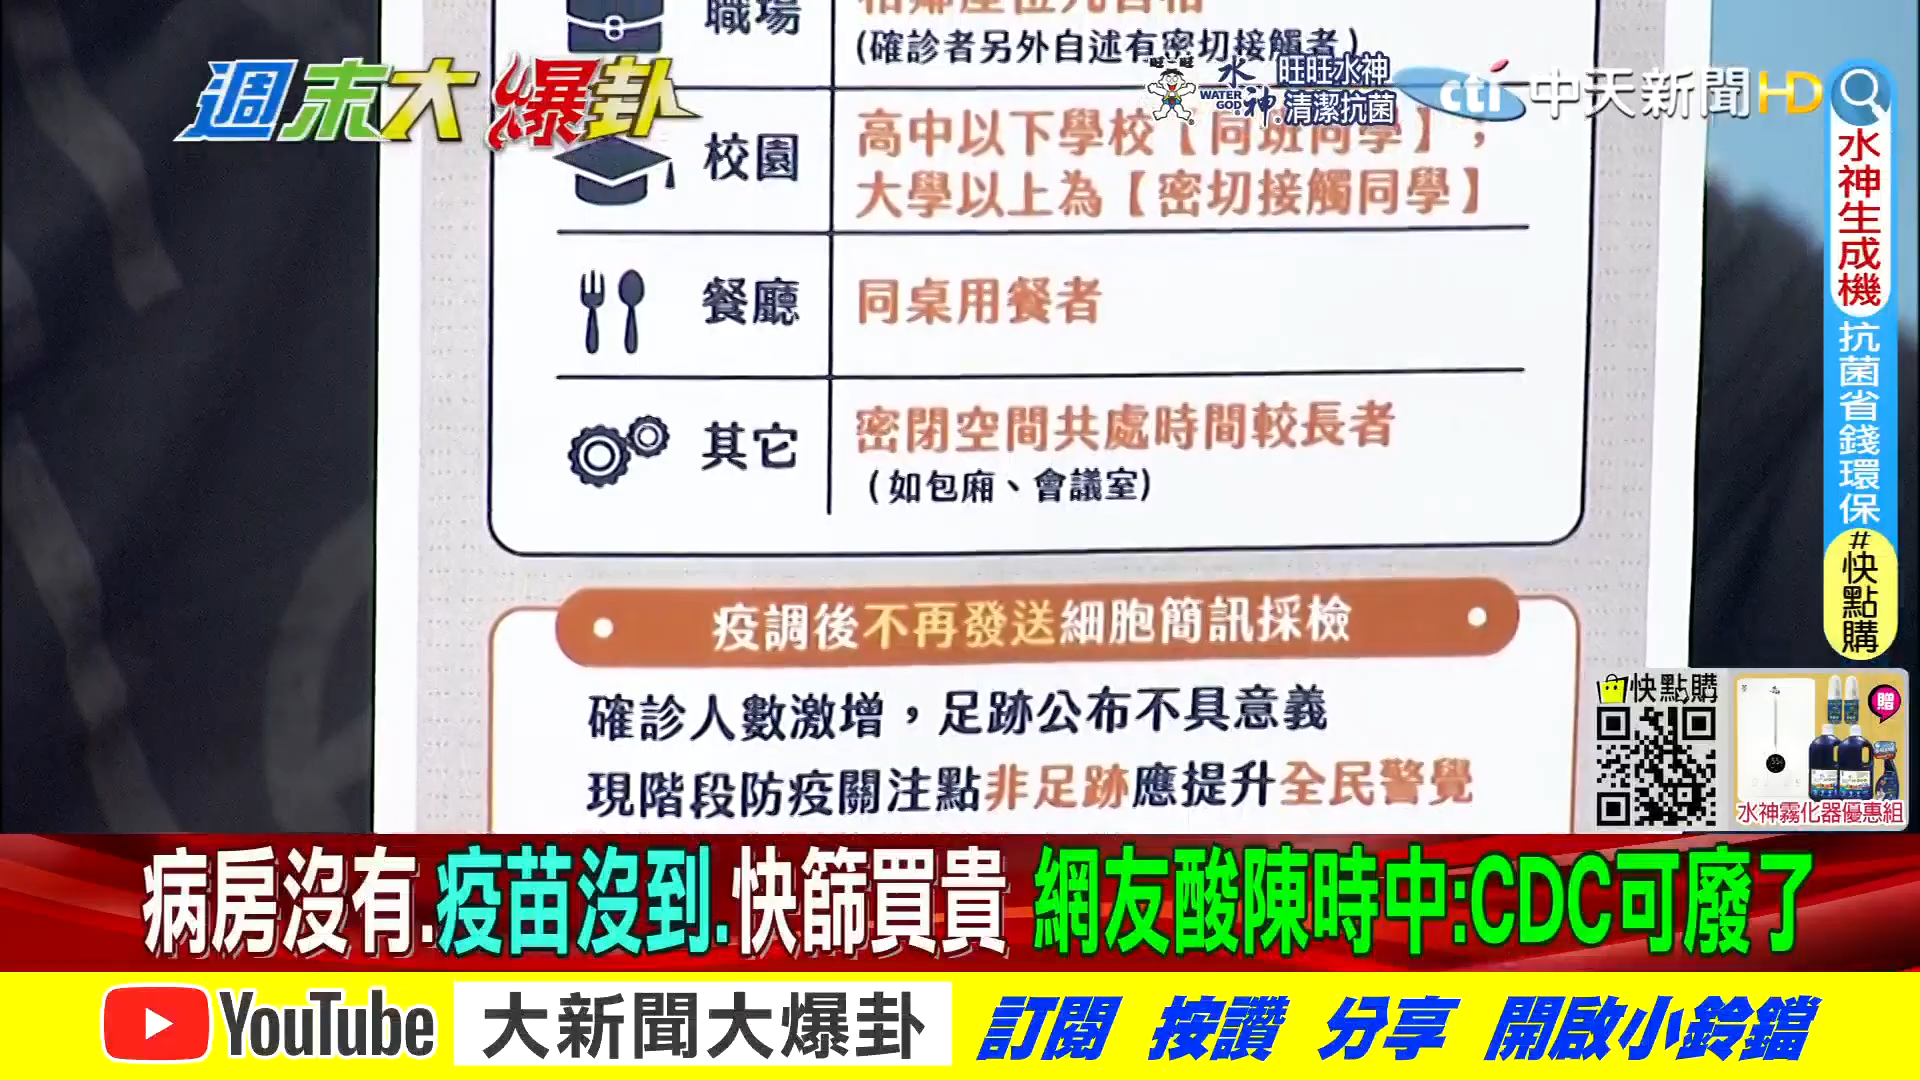 職場
(確診者另外自述有密切接觸者)
週末大爆卦
旺旺
水神
WATER GOD
旺旺水神
清潔抗菌
cti中天新聞HD
校園
高中以下學校【同班同學】，
大學以上為【密切接觸同學】
餐廳
同桌用餐者
其它
密閉空間共處時間較長者
(如包廂、會議室)
疫調後不再發送細胞簡訊採檢
確診人數激增，足跡公布不具意義
現階段防疫關注點非足跡應提升全民警覺
水神生成機
抗菌省錢環保
#快點購
快點購
贈
水神霧化器優惠組
病房沒有.疫苗沒到.快篩買貴 網友酸陳時中:CDC可廢了
YouTube 大新聞大爆卦 訂閱 按讚 分享 開啟小鈴鐺